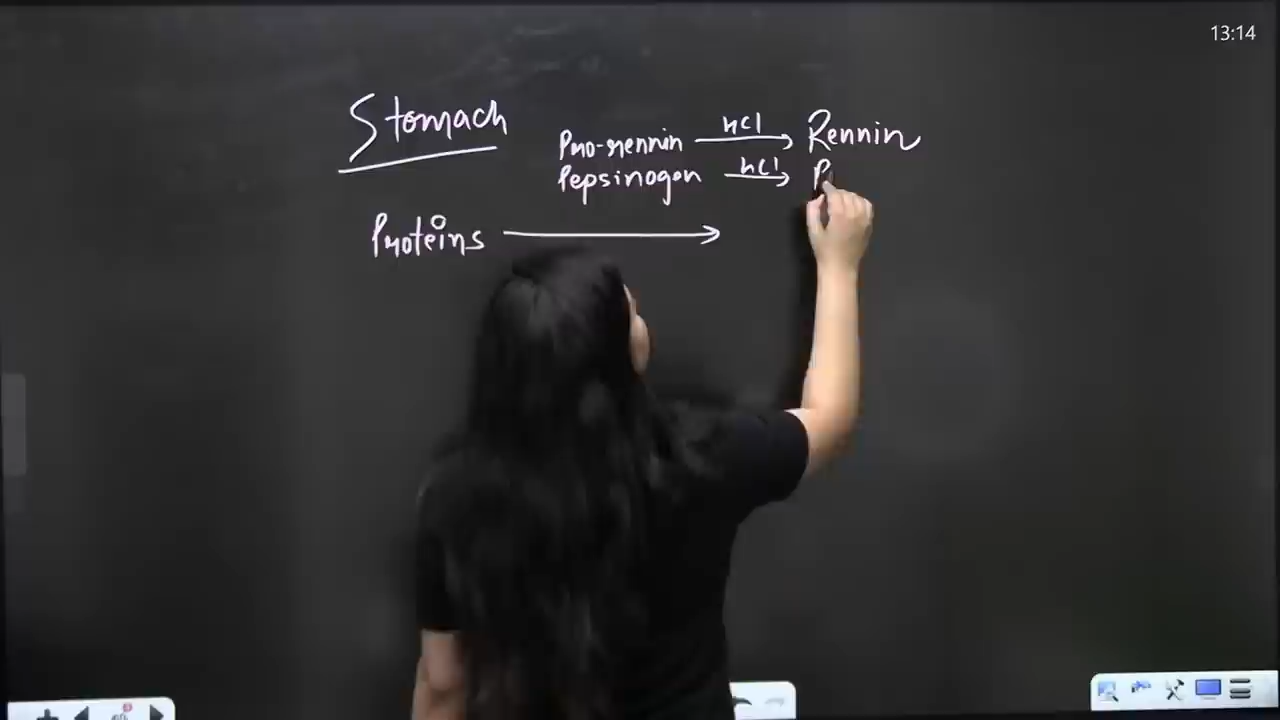 13:14
Stomach
Pro-rennin HCl Rennin
Pepsinogen HCl P
Proteins